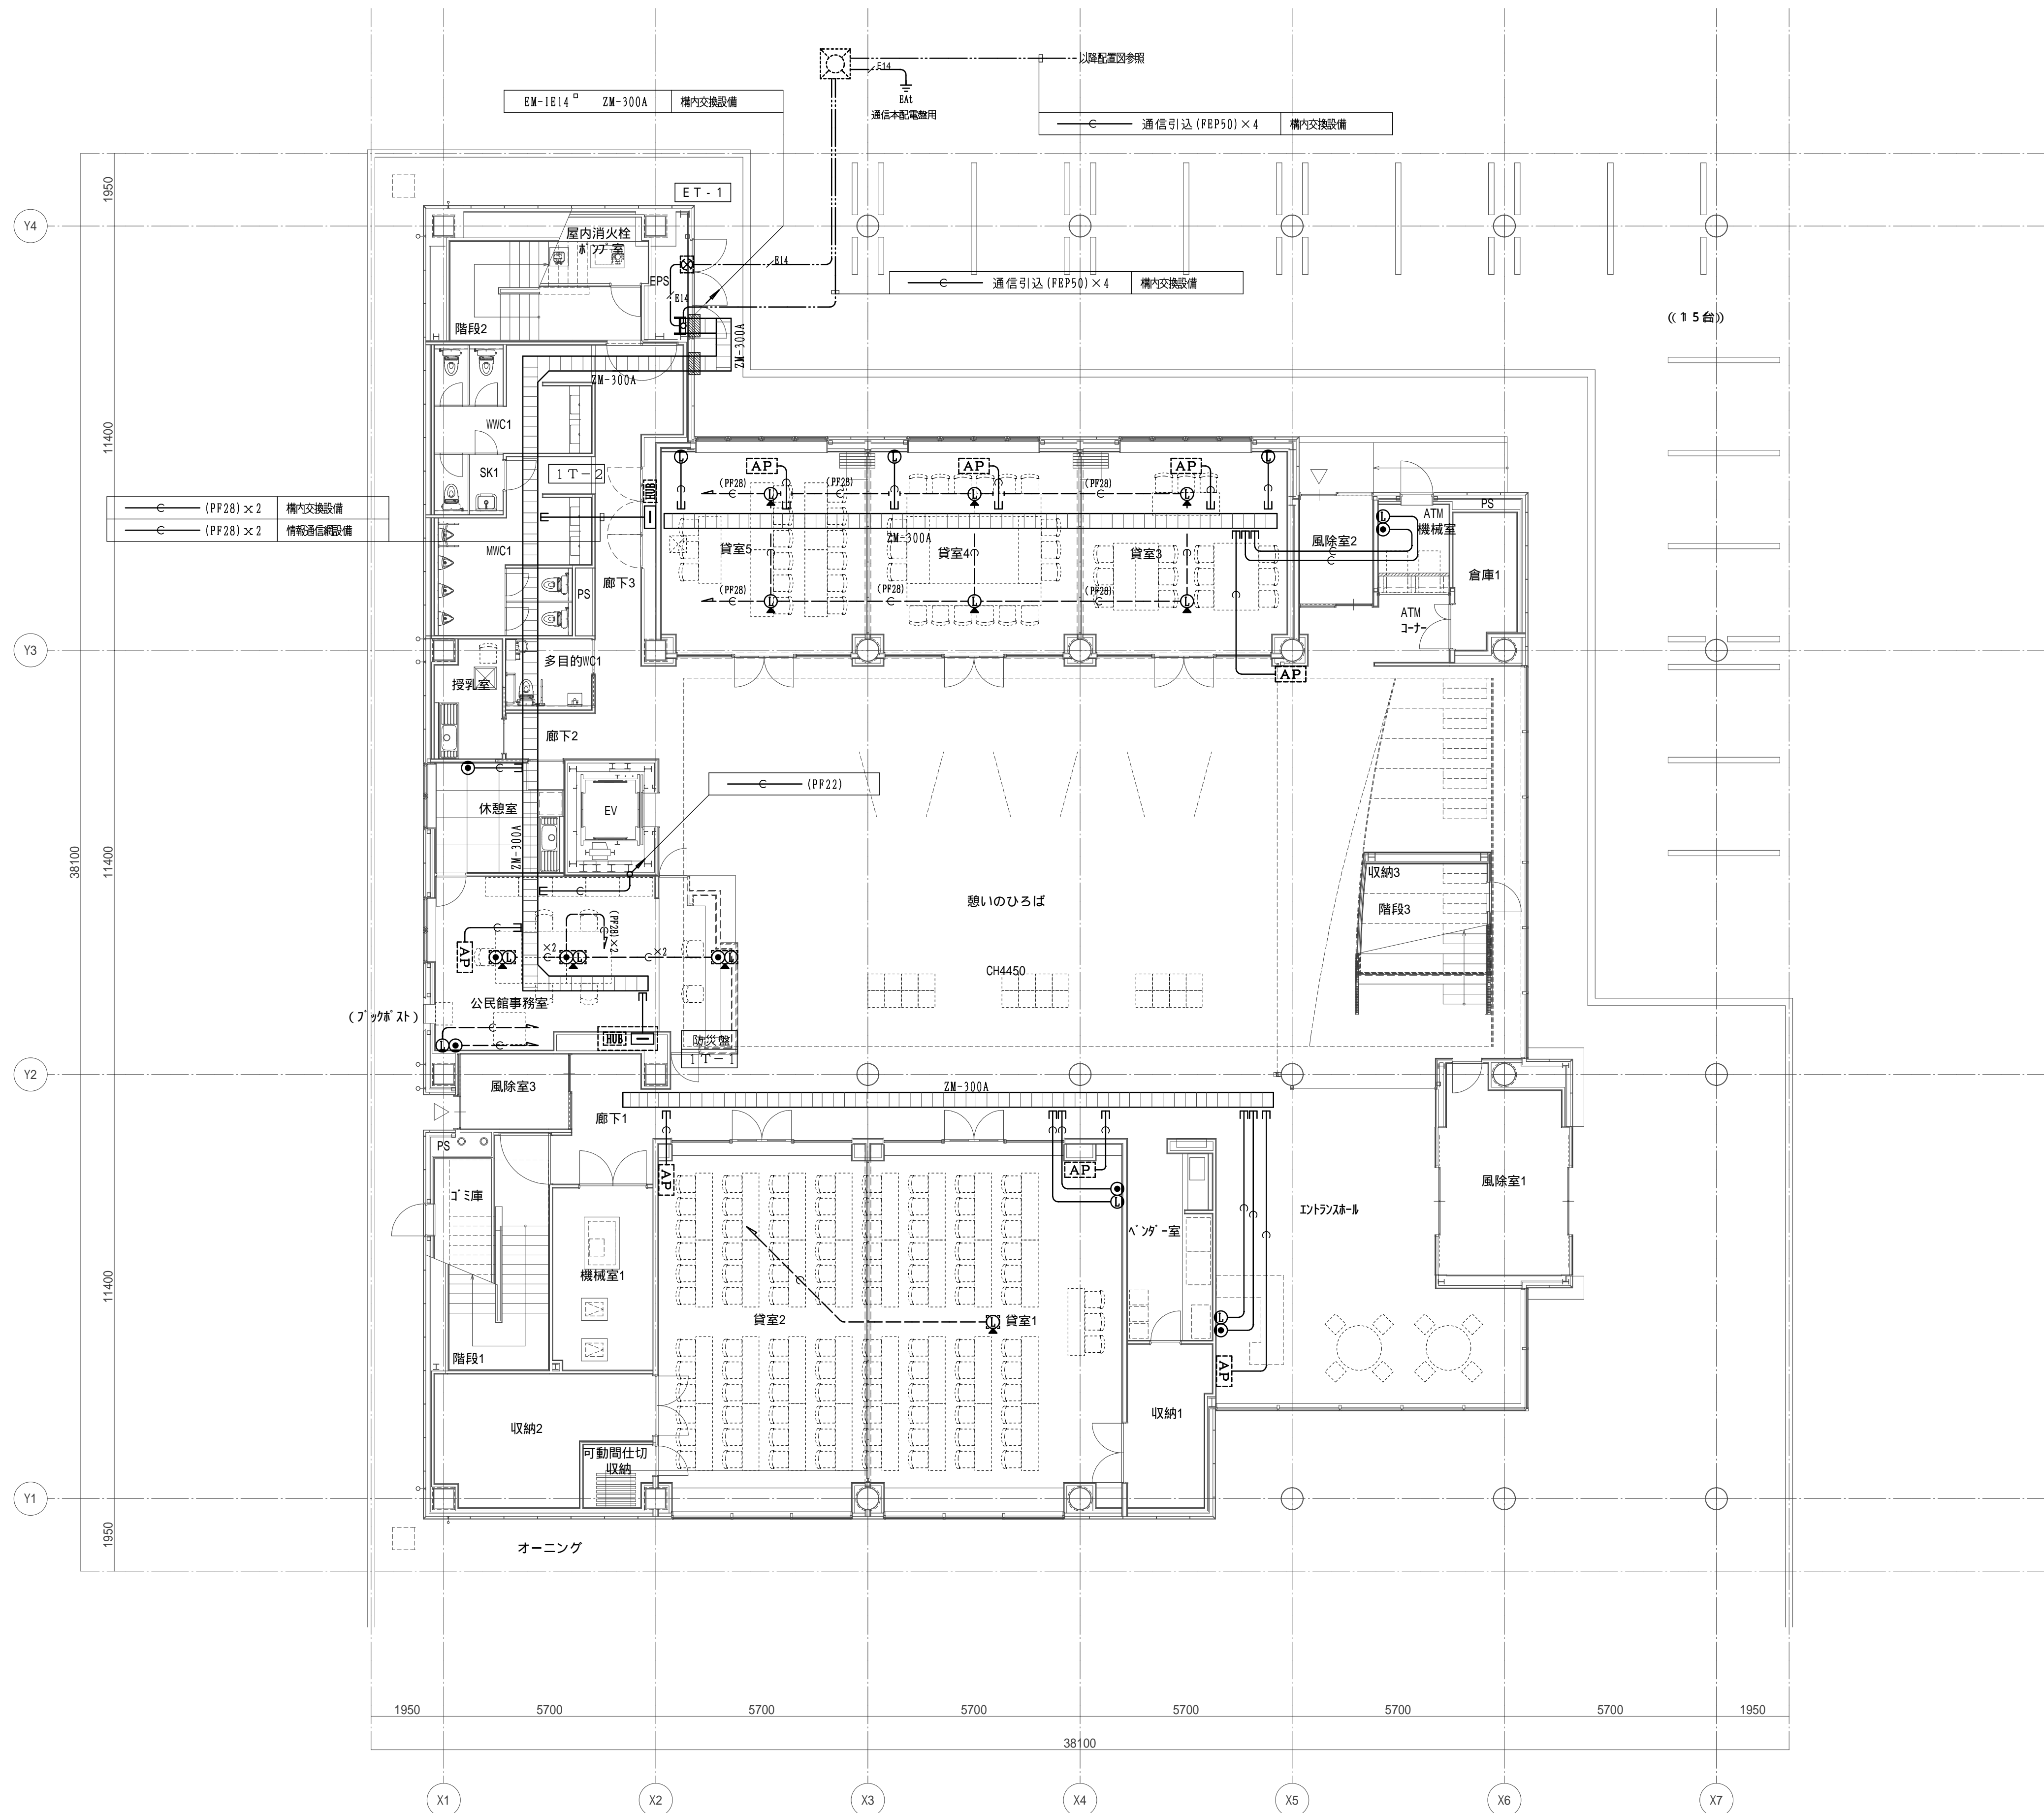 以降配置図参照
E14
EAt
通信本配電盤用
EM-IE14□ ZM-300A 構内交換設備
C 通信引込(FEP50)×4 構内交換設備
1950
ET-1
Y4
屋内消火栓
ポンプ室
EPS
E14
E14
C 通信引込(FEP50)×4 構内交換設備
階段2
((15台))
ZM-300A
ZM-300A
11400
WWC1
SK1
1T-2
HUB
AP
AP
AP
L
L
L
(PF28)
(PF28)
(PF28)
C
C
C
L
L
L
C (PF28)×2 構内交換設備
C (PF28)×2 情報通信網設備
ZM-300A
貸室5
貸室4
貸室3
風除室2
L
ATM
機械室
PS
倉庫1
MWC1
PS
廊下3
(PF28)
(PF28)
(PF28)
C
C
C
L
L
L
ATM
コーナー
Y3
多目的WC1
授乳室
AP
廊下2
C (PF22)
休憩室
EV
ZM-300A
38100
11400
収納3
階段3
憩いのひろば
C
(PF28)×2
AP
×2
C
×2
C
L
L
L
CH4450
公民館事務室
(ブックポスト)
L
C
C
HUB
防災盤
1T-1
Y2
風除室3
ZM-300A
廊下1
PS
AP
AP
L
ゴミ庫
風除室1
エントランスホール
ベンダー室
機械室1
C
貸室2
L
貸室1
L
階段1
AP
収納2
収納1
可動間仕切
収納
11400
Y1
1950
オーニング
1950
5700
5700
5700
5700
5700
5700
1950
38100
X1
X2
X3
X4
X5
X6
X7